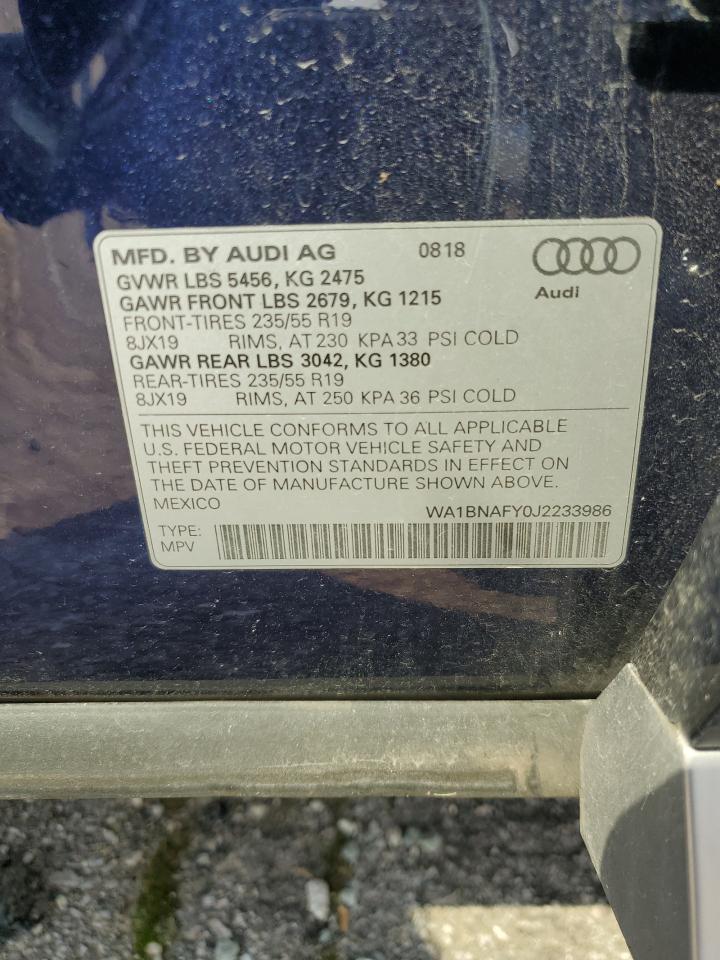 MFD. BY AUDI AG 0818
GVWR LBS 5456, KG 2475
GAWR FRONT LBS 2679, KG 1215
Audi
FRONT-TIRES 235/55 R19
8JX19 RIMS, AT 230 KPA 33 PSI COLD
GAWR REAR LBS 3042, KG 1380
REAR-TIRES 235/55 R19
8JX19 RIMS, AT 250 KPA 36 PSI COLD
THIS VEHICLE CONFORMS TO ALL APPLICABLE
U.S. FEDERAL MOTOR VEHICLE SAFETY AND
THEFT PREVENTION STANDARDS IN EFFECT ON
THE DATE OF MANUFACTURE SHOWN ABOVE.
MEXICO WA1BNAFY0J2233986
TYPE:
MPV